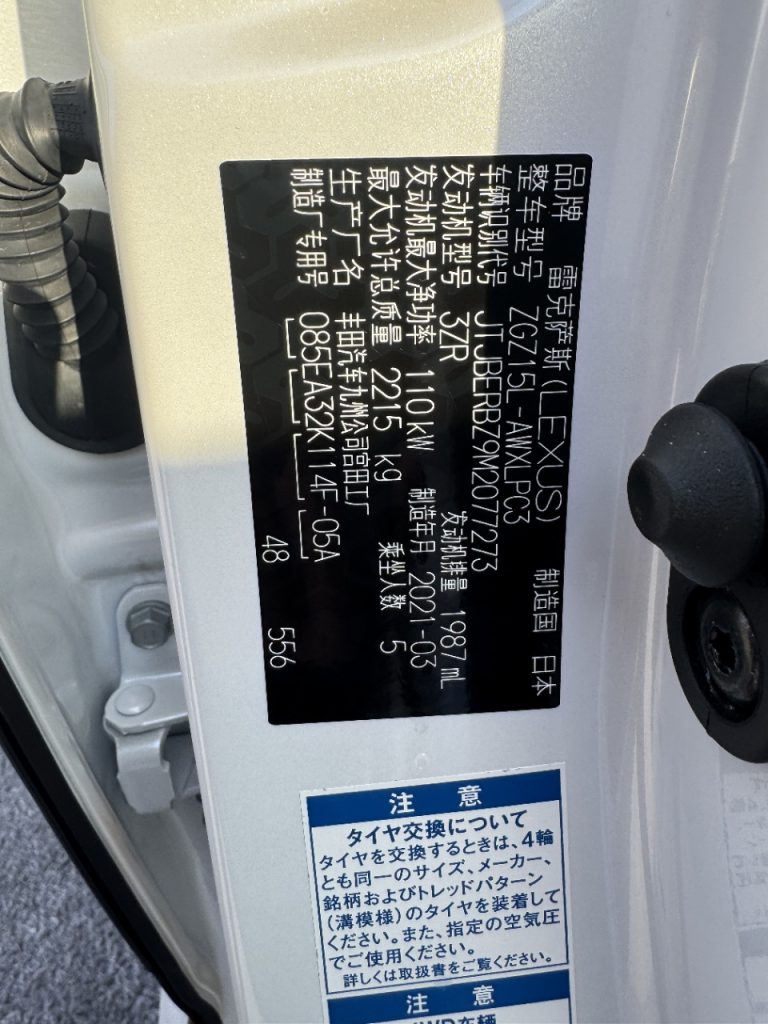 品牌 雷克萨斯(LEXUS) 制造国 日本
整车型号 ZGZ15L-AWXLPC3
车辆识别代号 JTJBERBZ9M2077273
发动机型号 3ZR 发动机排量 1987 mL
发动机最大净功率 110 kW 制造年月 2021-03
最大允许总质量 2215 kg 乘坐人数 5
生产厂名 丰田汽车九州公司宫田工厂
制造厂专用号 085EA32K114F-05A
48 556
注 意
タイヤ交換について
タイヤを交換するときは、4輪
とも同一のサイズ、メーカー、
銘柄およびトレッドパターン
(溝模様)のタイヤを装着して
ください。また、指定の空気圧
でご使用ください。
詳しくは取扱書をご覧ください。
注 意